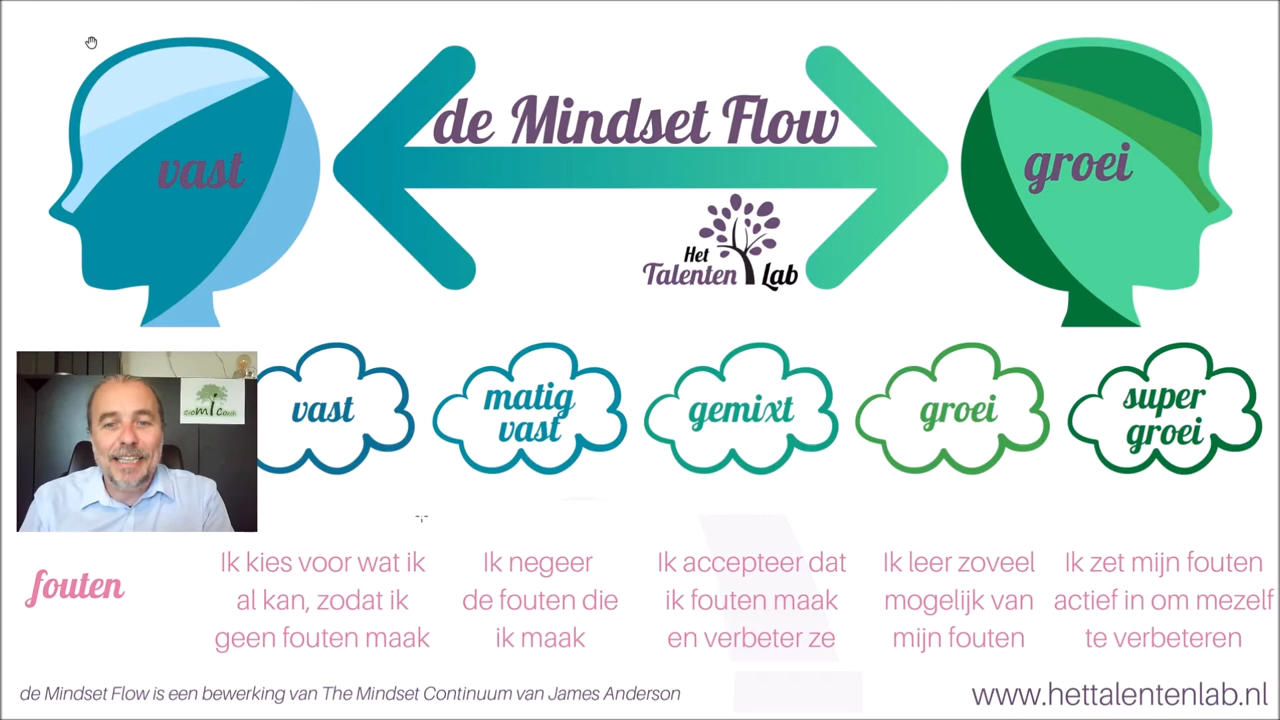 de Mindset Flow
vast
groei
Het
Talenten Lab
vast
matig
vast
gemixt
groei
super
groei
fouten
Ik kies voor wat ik
al kan, zodat ik
geen fouten maak
Ik negeer
de fouten die
ik maak
Ik accepteer dat
ik fouten maak
en verbeter ze
Ik leer zoveel
mogelijk van
mijn fouten
Ik zet mijn fouten
actief in om mezelf
te verbeteren
de Mindset Flow is een bewerking van The Mindset Continuum van James Anderson
www.hettalentenlab.nl